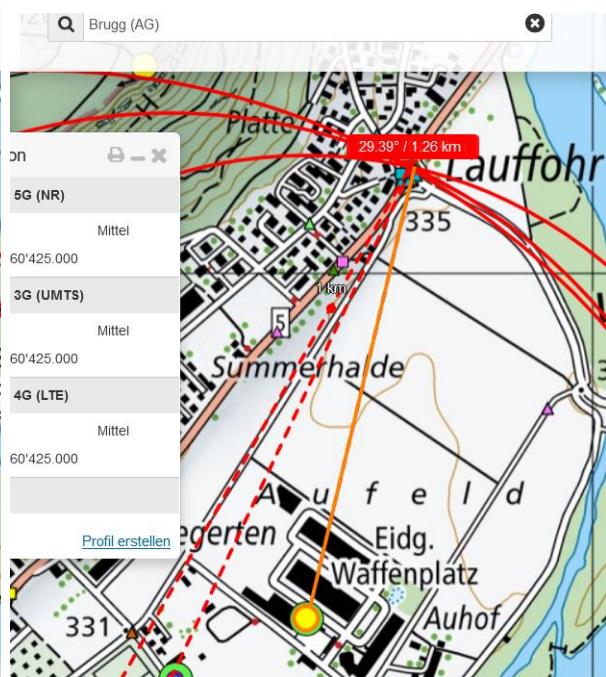 Brugg (AG)
Platte
29.39° / 1.26 km
Lauffohr
on
5G (NR)
335
Mittel
60'425.000
3G (UMTS)
1 km
Mittel
5
60'425.000
Summerhalde
4G (LTE)
Mittel
60'425.000
Aufeld
Profil erstellen
egerten
Eidg.
Waffenplatz
Auhof
331